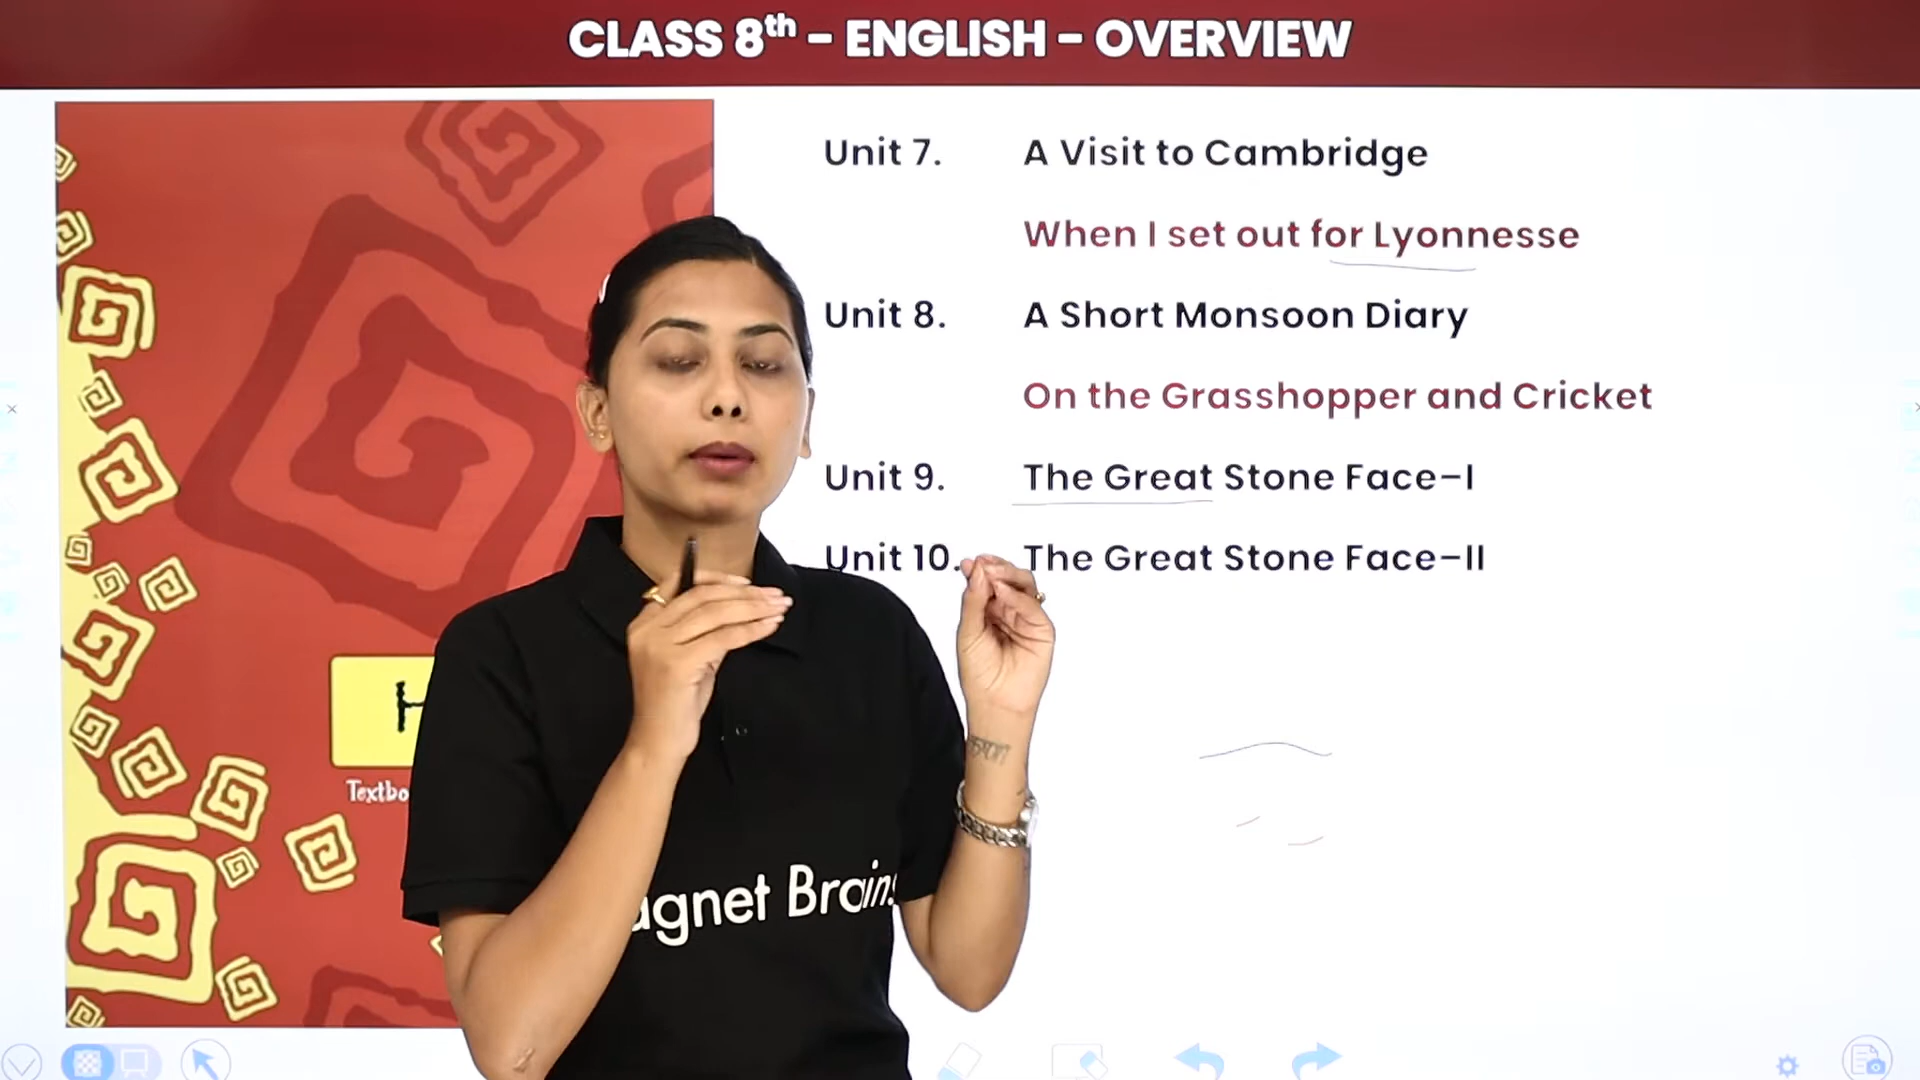 CLASS 8th - ENGLISH - OVERVIEW
Unit 7. A Visit to Cambridge
When I set out for Lyonnesse
Unit 8. A Short Monsoon Diary
On the Grasshopper and Cricket
Unit 9. The Great Stone Face-I
Unit 10. The Great Stone Face-II
H
Textbo
agnet Brains